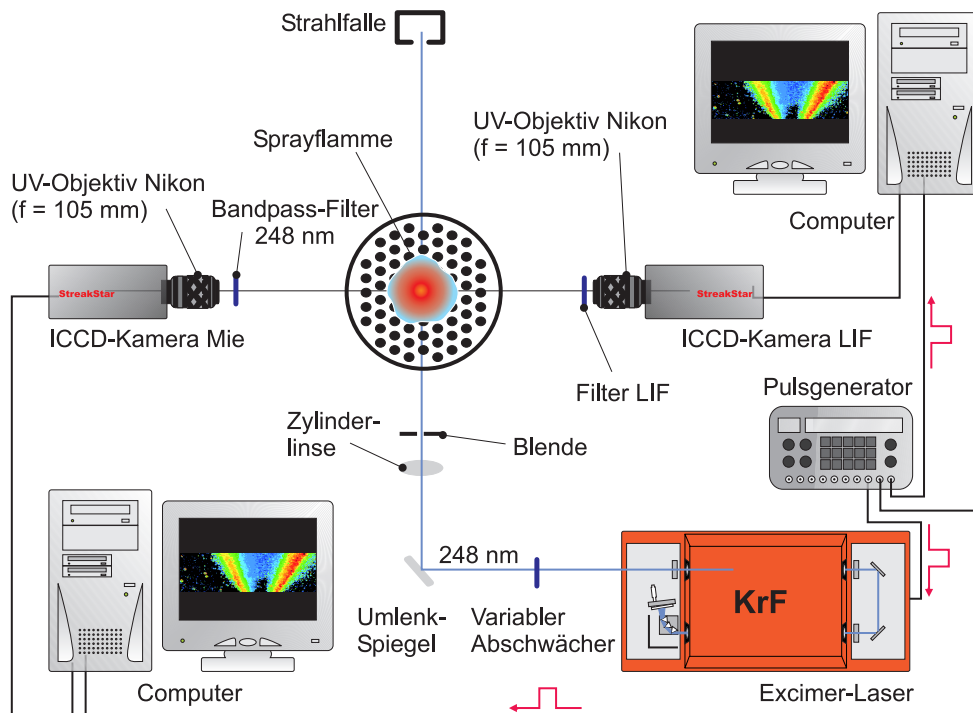 Strahlfalle
Sprayflamme
UV-Objektiv Nikon
(f = 105 mm)
UV-Objektiv Nikon
(f = 105 mm)
Bandpass-Filter
248 nm
Computer
StreakStar
StreakStar
ICCD-Kamera Mie
ICCD-Kamera LIF
Filter LIF
Pulsgenerator
Zylinder-
linse
Blende
248 nm
KrF
Umlenk-
Spiegel
Variabler
Abschwächer
Computer
Excimer-Laser